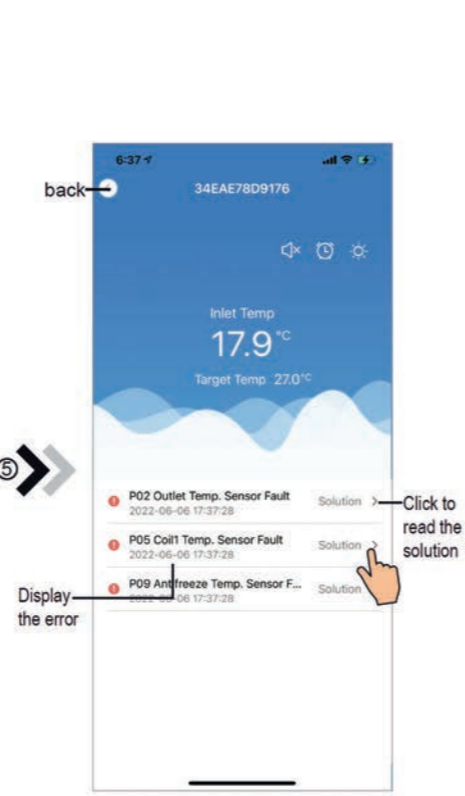 6:37
back
34EAE78D9176
Inlet Temp
17.9 °C
Target Temp 27.0°C
⑤
P02 Outlet Temp. Sensor Fault
2022-06-06 17:37:28
Solution >
Click to
read the
solution
P05 Coil1 Temp. Sensor Fault
2022-06-06 17:37:28
Solution >
P09 Antifreeze Temp. Sensor F...
2022-06-06 17:37:28
Solution
Display
the error